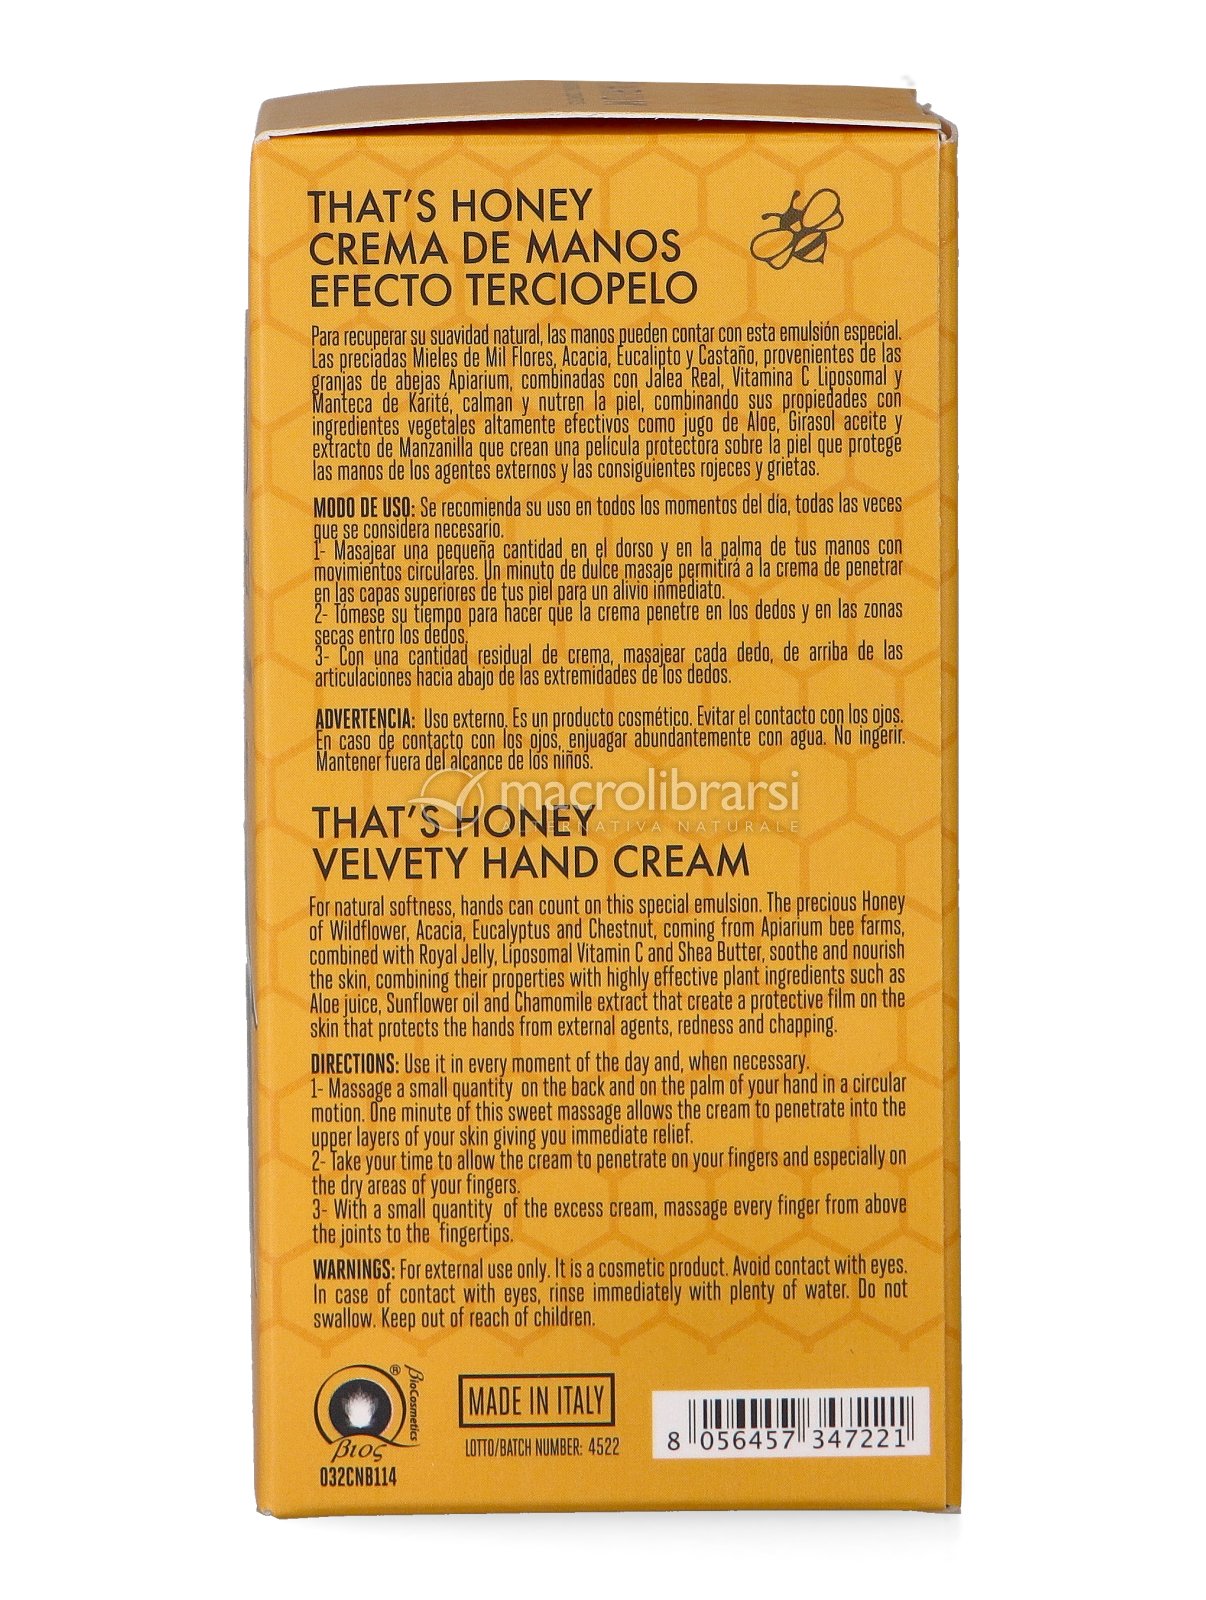 THAT'S HONEY
CREMA DE MANOS
EFECTO TERCIOPELO
Para recuperar su suavidad natural, las manos pueden contar con esta emulsión especial.
Las preciadas Mieles de Mil Flores, Acacia, Eucalipto y Castaño, provenientes de las
granjas de abejas Apiarium, combinadas con Jalea Real, Vitamina C Liposomal y
Manteca de Karité, calman y nutren la piel, combinando sus propiedades con
ingredientes vegetales altamente efectivos como jugo de Aloe, Girasol aceite y
extracto de Manzanilla que crean una película protectora sobre la piel que protege
las manos de los agentes externos y las consiguientes rojeces y grietas.
MODO DE USO: Se recomienda su uso en todos los momentos del día, todas las veces
que se considera necesario.
1- Masajear una pequeña cantidad en el dorso y en la palma de tus manos con
movimientos circulares. Un minuto de dulce masaje permitirá a la crema de penetrar
en las capas superiores de tus piel para un alivio inmediato.
2- Tómese su tiempo para hacer que la crema penetre en los dedos y en las zonas
secas entro los dedos.
3- Con una cantidad residual de crema, masajear cada dedo, de arriba de las
articulaciones hacia abajo de las extremidades de los dedos.
ADVERTENCIA: Uso externo. Es un producto cosmético. Evitar el contacto con los ojos.
En caso de contacto con los ojos, enjuagar abundantemente con agua. No ingerir.
Mantener fuera del alcance de los niños.
macrolibrarsi
ALTERNATIVA NATURALE
THAT'S HONEY
VELVETY HAND CREAM
For natural softness, hands can count on this special emulsion. The precious Honey
of Wildflower, Acacia, Eucalyptus and Chestnut, coming from Apiarium bee farms,
combined with Royal Jelly, Liposomal Vitamin C and Shea Butter, soothe and nourish
the skin, combining their properties with highly effective plant ingredients such as
Aloe juice, Sunflower oil and Chamomile extract that create a protective film on the
skin that protects the hands from external agents, redness and chapping.
DIRECTIONS: Use it in every moment of the day and, when necessary.
1- Massage a small quantity on the back and on the palm of your hand in a circular
motion. One minute of this sweet massage allows the cream to penetrate into the
upper layers of your skin giving you immediate relief.
2- Take your time to allow the cream to penetrate on your fingers and especially on
the dry areas of your fingers.
3- With a small quantity of the excess cream, massage every finger from above
the joints to the fingertips.
WARNINGS: For external use only. It is a cosmetic product. Avoid contact with eyes.
In case of contact with eyes, rinse immediately with plenty of water. Do not
swallow. Keep out of reach of children.
®
BioCosmetics
βιος
032CNB114
MADE IN ITALY
LOTTO/BATCH NUMBER: 4522
8 056457 347221